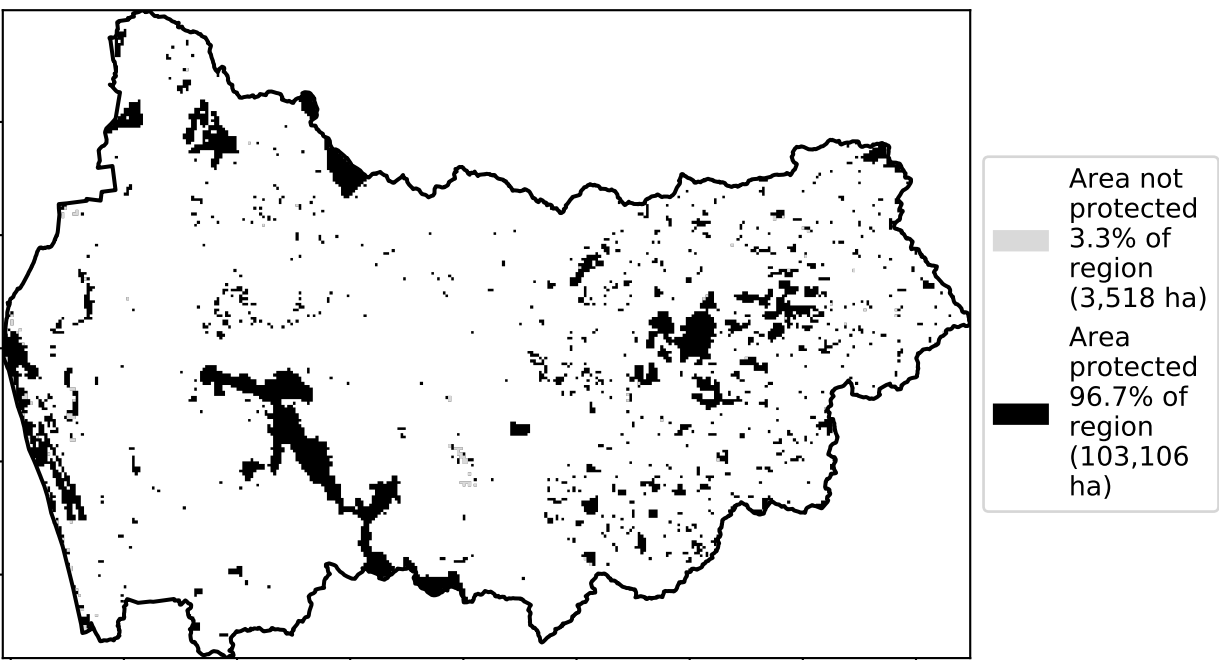 Area not
protected
3.3% of
region
(3,518 ha)
Area
protected
96.7% of
region
(103,106
ha)